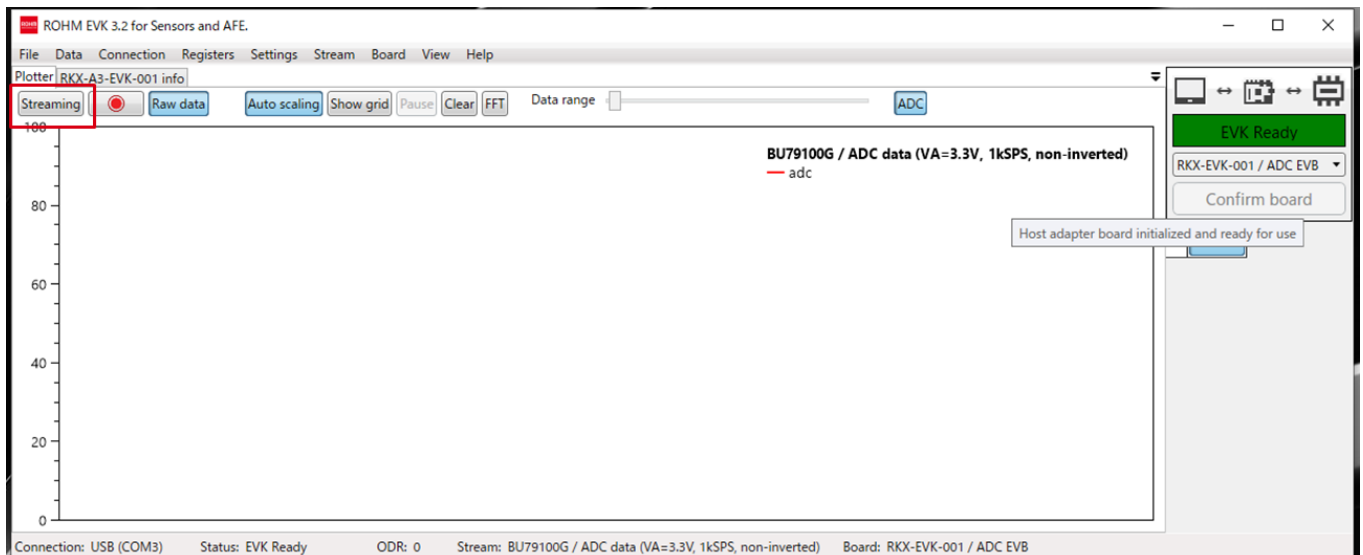 ROHM
ROHM EVK 3.2 for Sensors and AFE.
File Data Connection Registers Settings Stream Board View Help
Plotter RKX-A3-EVK-001 info
Streaming Raw data Auto scaling Show grid Pause Clear FFT Data range ADC
100
80
60
40
20
0
BU79100G / ADC data (VA=3.3V, 1kSPS, non-inverted)
adc
EVK Ready
RKX-EVK-001 / ADC EVB
Confirm board
Host adapter board initialized and ready for use
Connection: USB (COM3) Status: EVK Ready ODR: 0 Stream: BU79100G / ADC data (VA=3.3V, 1kSPS, non-inverted) Board: RKX-EVK-001 / ADC EVB